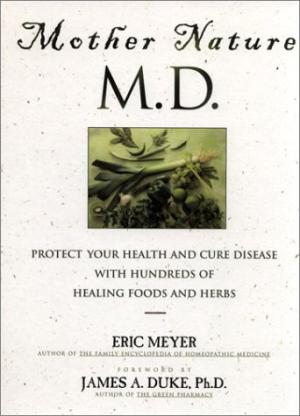 Mother Nature
M.D.
PROTECT YOUR HEALTH AND CURE DISEASE
WITH HUNDREDS OF
HEALING FOODS AND HERBS
ERIC MEYER
AUTHOR OF THE FAMILY ENCYCLOPEDIA OF HOMEOPATHIC MEDICINE
FOREWORD BY
JAMES A. DUKE, Ph.D.
AUTHOR OF THE GREEN PHARMACY